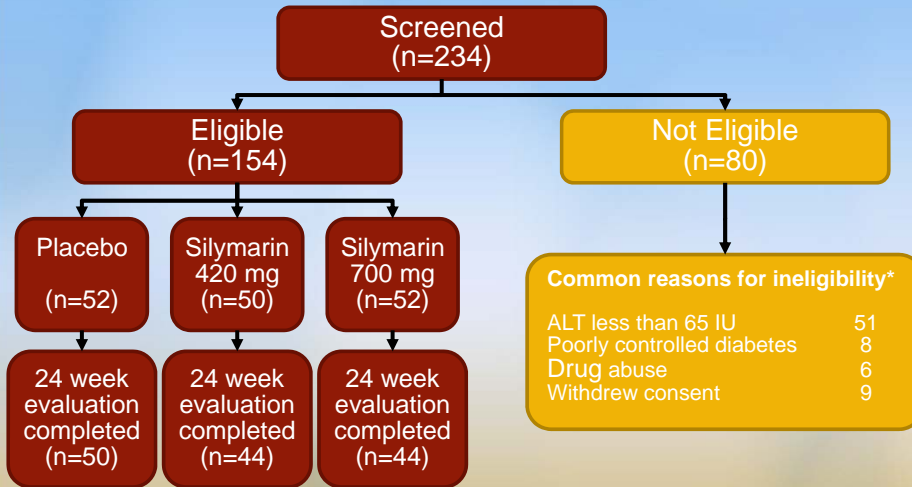 Screened
(n=234)
Eligible
(n=154)
Not Eligible
(n=80)
Placebo
(n=52)
Silymarin
420 mg
(n=50)
Silymarin
700 mg
(n=52)
24 week
evaluation
completed
(n=50)
24 week
evaluation
completed
(n=44)
24 week
evaluation
completed
(n=44)
Common reasons for ineligibility*
ALT less than 65 IU 51
Poorly controlled diabetes 8
Drug abuse 6
Withdrew consent 9